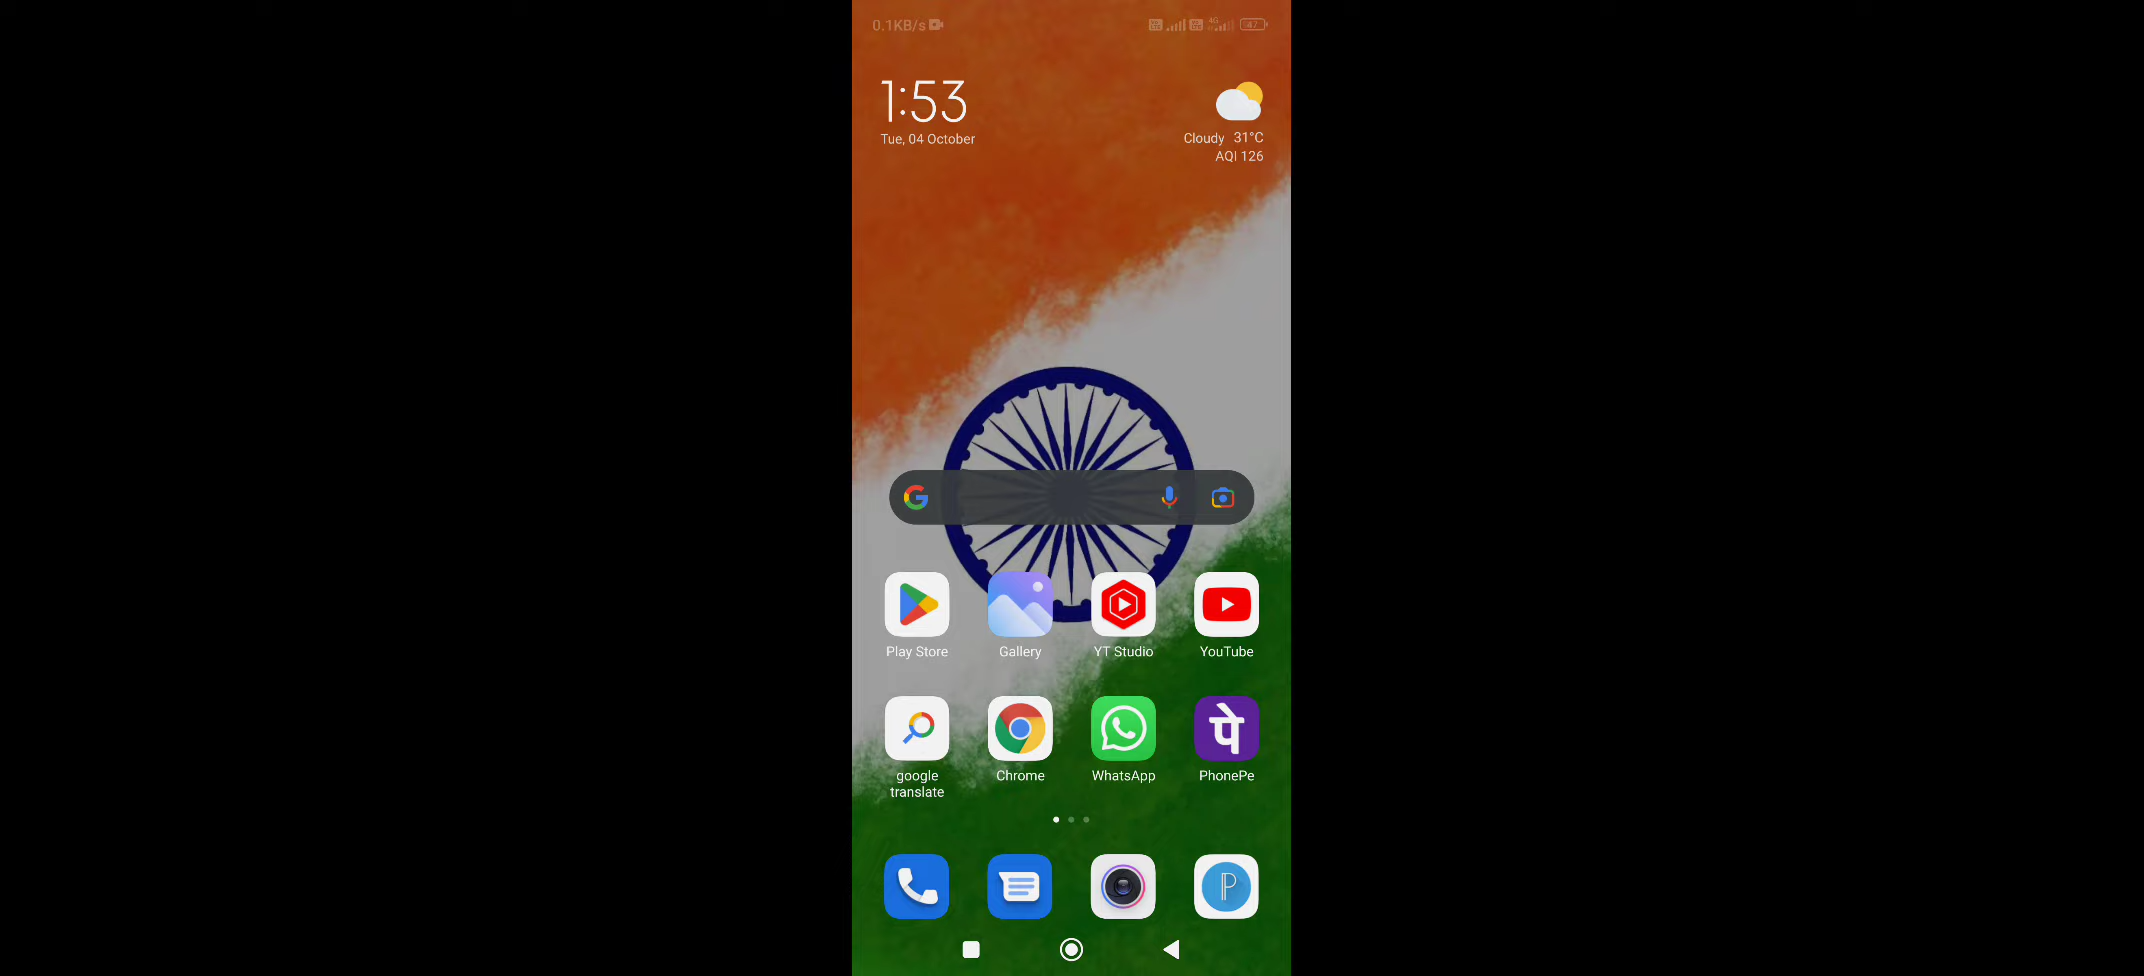 0.1KB/s
4G
1:53
Tue, 04 October
Cloudy 31°C
AQI 126
Play Store
Gallery
YT Studio
YouTube
पे
google
translate
Chrome
WhatsApp
PhonePe